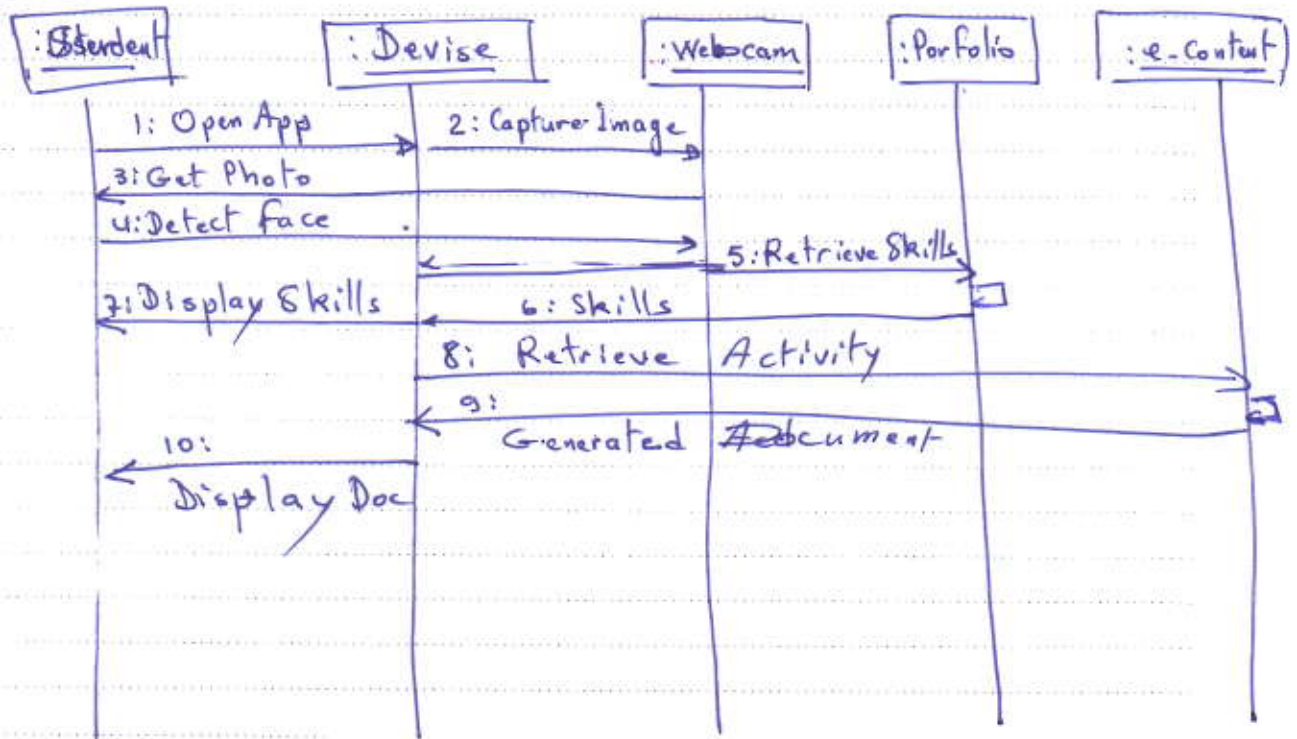 :Student
:Devise
:Webcam
:Porfolio
:e-Content
1: Open App
2: Capture Image
3: Get Photo
4: Detect face
5: Retrieve Skills
7: Display Skills
6: Skills
8: Retrieve Activity
9:
Generated Document
10:
Display Doc